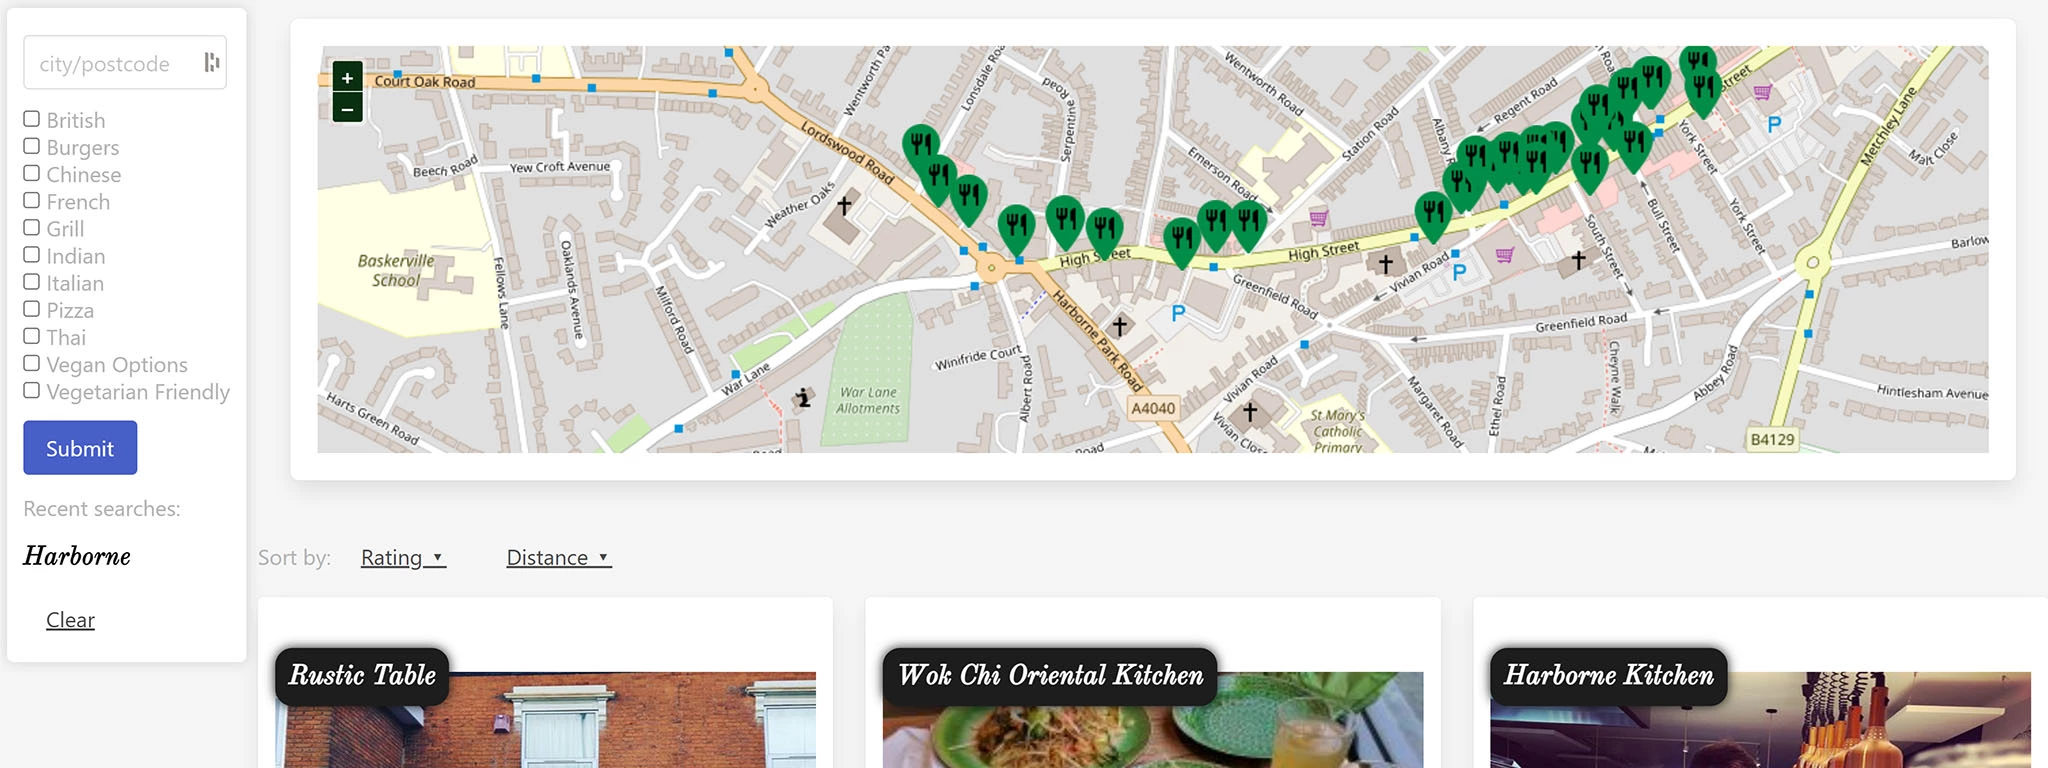 city/postcode
British
Burgers
Chinese
French
Grill
Indian
Italian
Pizza
Thai
Vegan Options
Vegetarian Friendly
Submit
Recent searches:
Harborne
Clear
+
−
Court Oak Road
Lordswood Road
Wentworth
Lonsdale
Road
Serpentine
Wentworth Road
Emerson Road
Station Road
Albany
Regent Road
Street
York Street
Metchley Lane
Malt Close
P
Beech Road
Yew Croft Avenue
Weather Oaks
Baskerville
School
Fellows Lane
Oaklands Avenue
Milford Road
High Street
High Street
Greenfield Road
Vivian Road
P
South Street
Bull Street
York Street
Barlow
P
Harborne Park Road
Winifride Court
Albert Road
War Lane
War Lane
Allotments
Harts Green Road
A4040
Vivian Road
Vivian Clos
St Mary's
Catholic
Primary
Margaret Road
Ethel Road
Greenfield Road
Cheyne Walk
Abbey Road
Hintlesham Avenue
B4129
Sort by:
Rating ▼
Distance ▼
Rustic Table
Wok Chi Oriental Kitchen
Harborne Kitchen